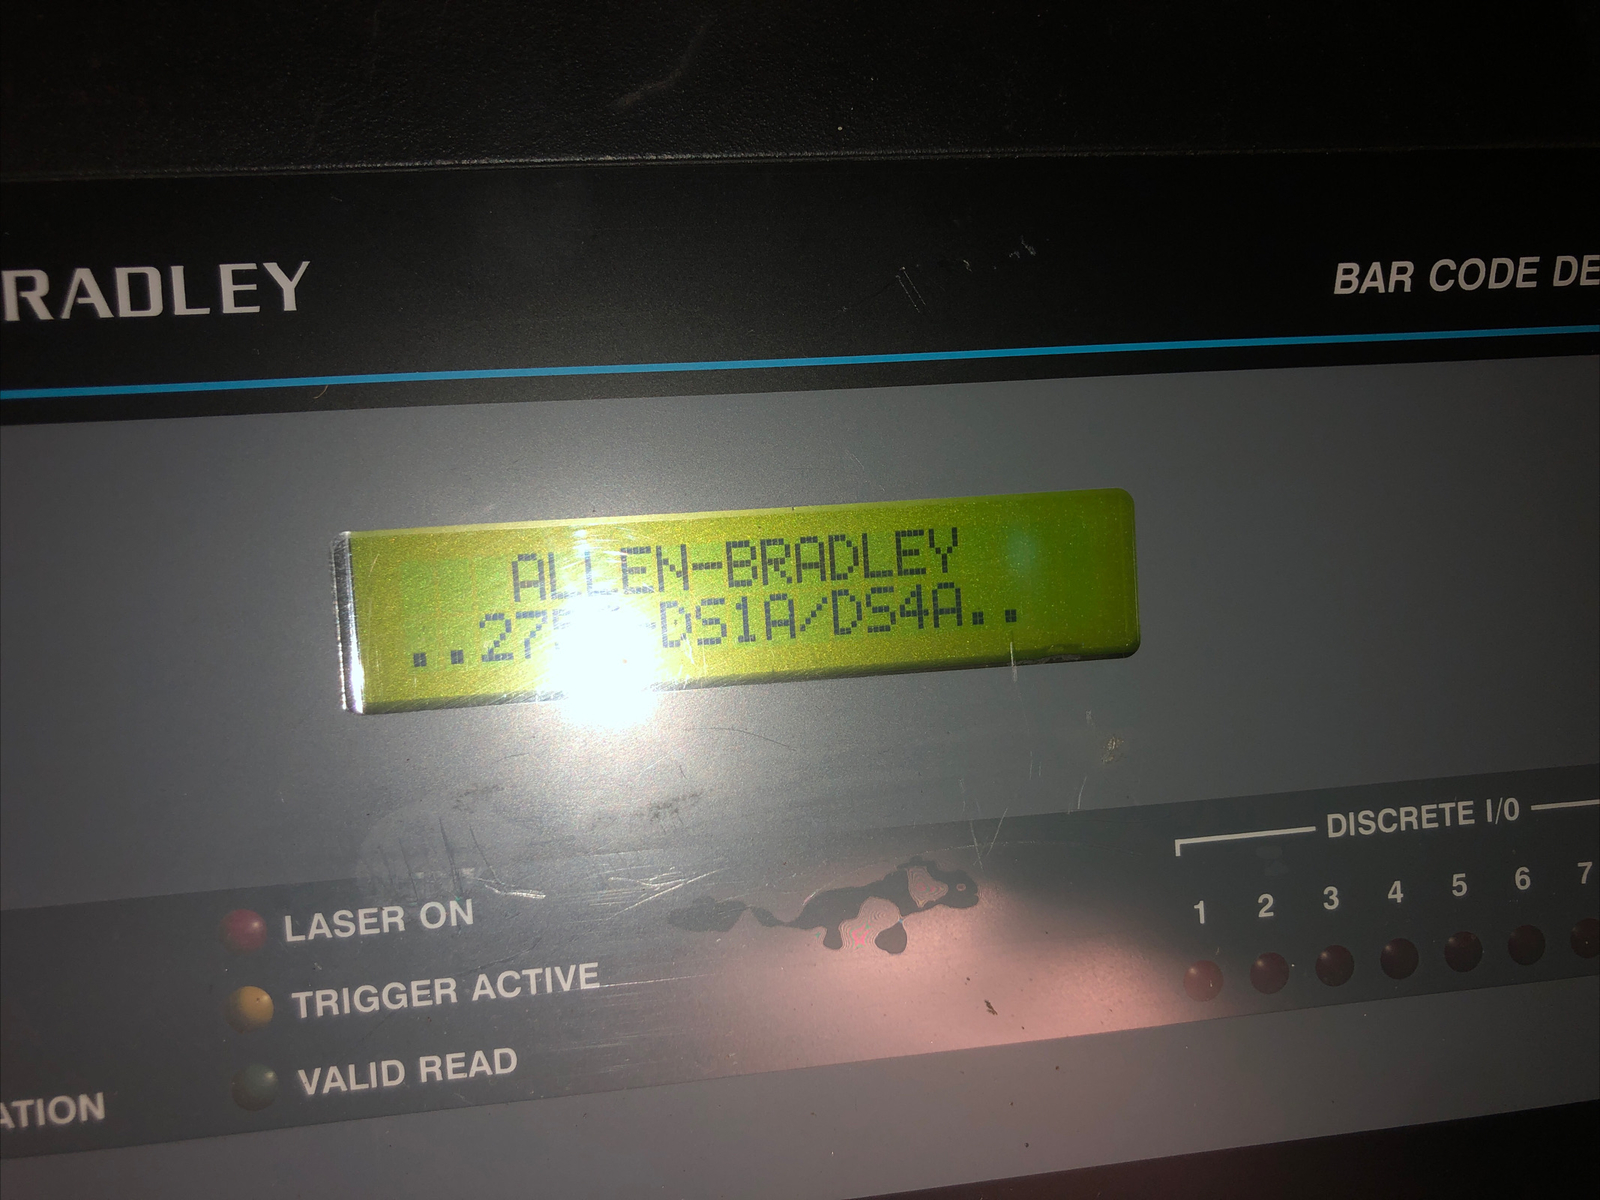 RADLEY
BAR CODE DE
ALLEN-BRADLEY
DS1A/DS4A..
DISCRETE I/O
1 2 3 4 5 6 7
LASER ON
TRIGGER ACTIVE
VALID READ
ATION